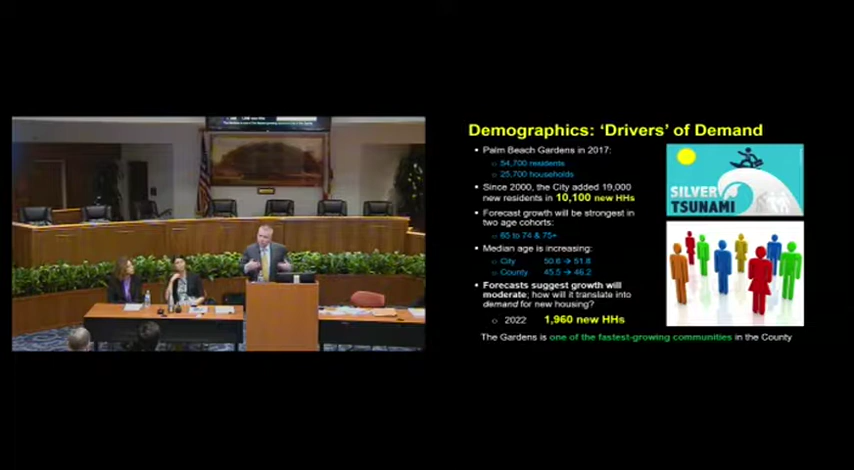 Demographics: ‘Drivers’ of Demand
• Palm Beach Gardens in 2017:
o 54,700 residents
o 25,700 households
• Since 2000, the City added 19,000
new residents in 10,100 new HHs
• Forecast growth will be strongest in
two age cohorts:
o 65 to 74 & 75+
• Median age is increasing:
o City 50.6 → 51.6
o County 45.5 → 46.2
• Forecasts suggest growth will
moderate; how will it translate into
demand for new housing?
o 2022 1,960 new HHs
The Gardens is one of the fastest-growing communities in the County
SILVER
TSUNAMI